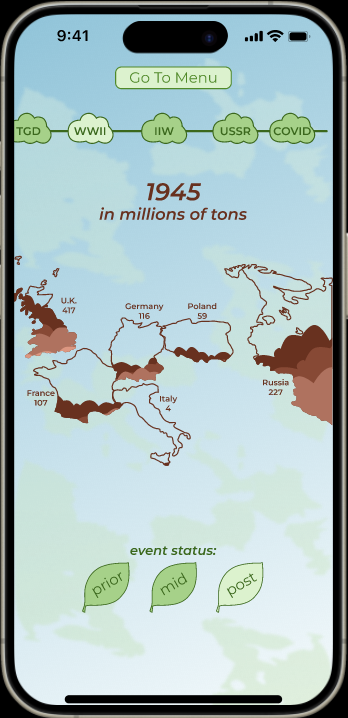 9:41
Go To Menu
TGD
WWII
IIW
USSR
COVID
1945
in millions of tons
U.K.
417
Germany
116
Poland
59
Russia
227
France
107
Italy
4
event status:
prior
mid
post